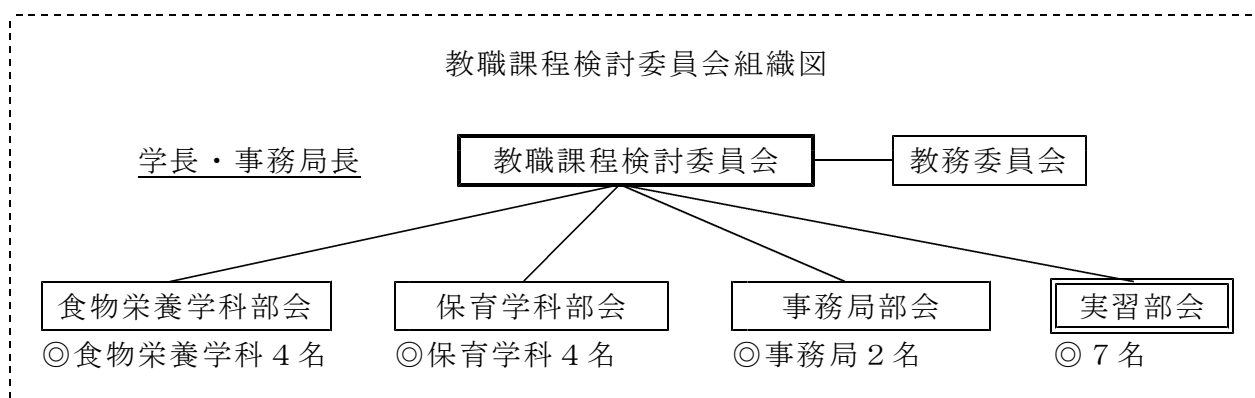 教職課程検討委員会組織図
学長・事務局長 教職課程検討委員会 教務委員会
食物栄養学科部会 保育学科部会 事務局部会 実習部会
◎食物栄養学科4名 ◎保育学科4名 ◎事務局2名 ◎7名